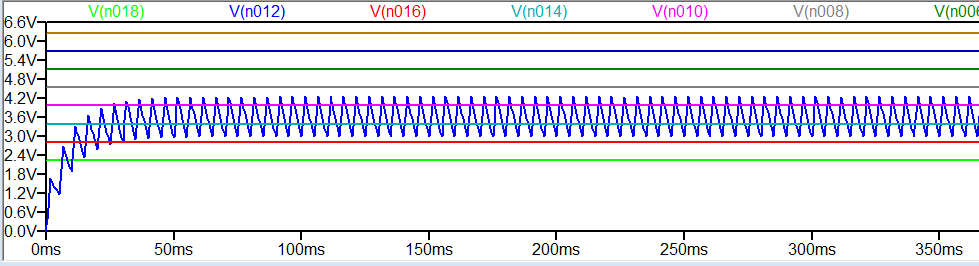 V(n018) V(n012) V(n016) V(n014) V(n010) V(n008) V(n006
6.6V
6.0V
5.4V
4.8V
4.2V
3.6V
3.0V
2.4V
1.8V
1.2V
0.6V
0.0V
0ms 50ms 100ms 150ms 200ms 250ms 300ms 350ms